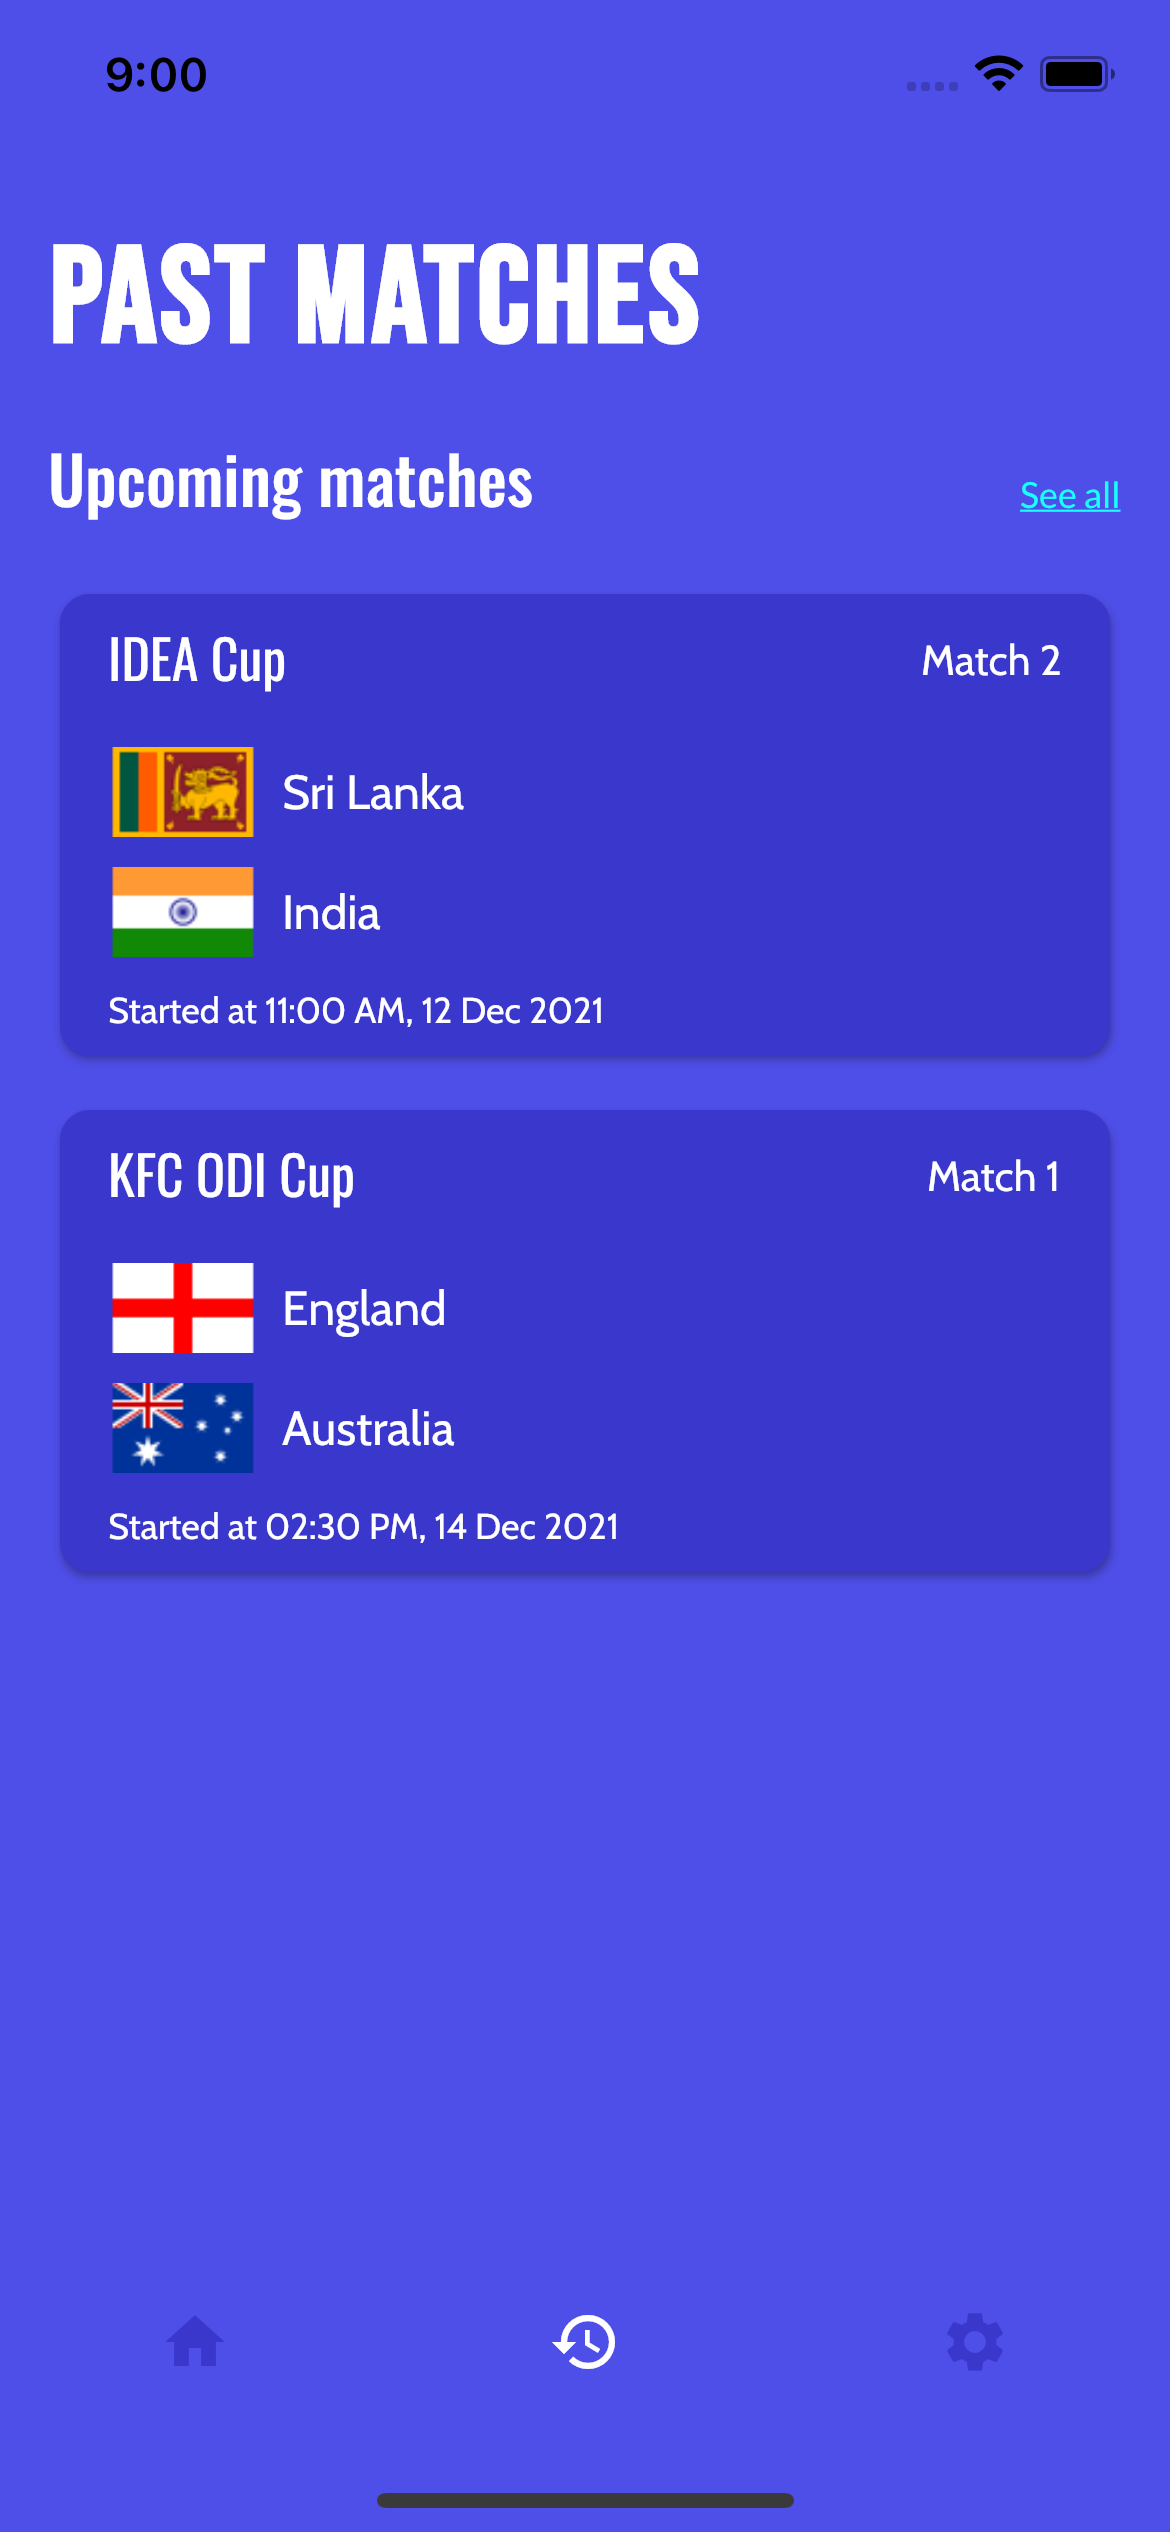 9:00
PAST MATCHES
Upcoming matches
See all
IDEA Cup
Match 2
Sri Lanka
India
Started at 11:00 AM, 12 Dec 2021
KFC ODI Cup
Match 1
England
Australia
Started at 02:30 PM, 14 Dec 2021